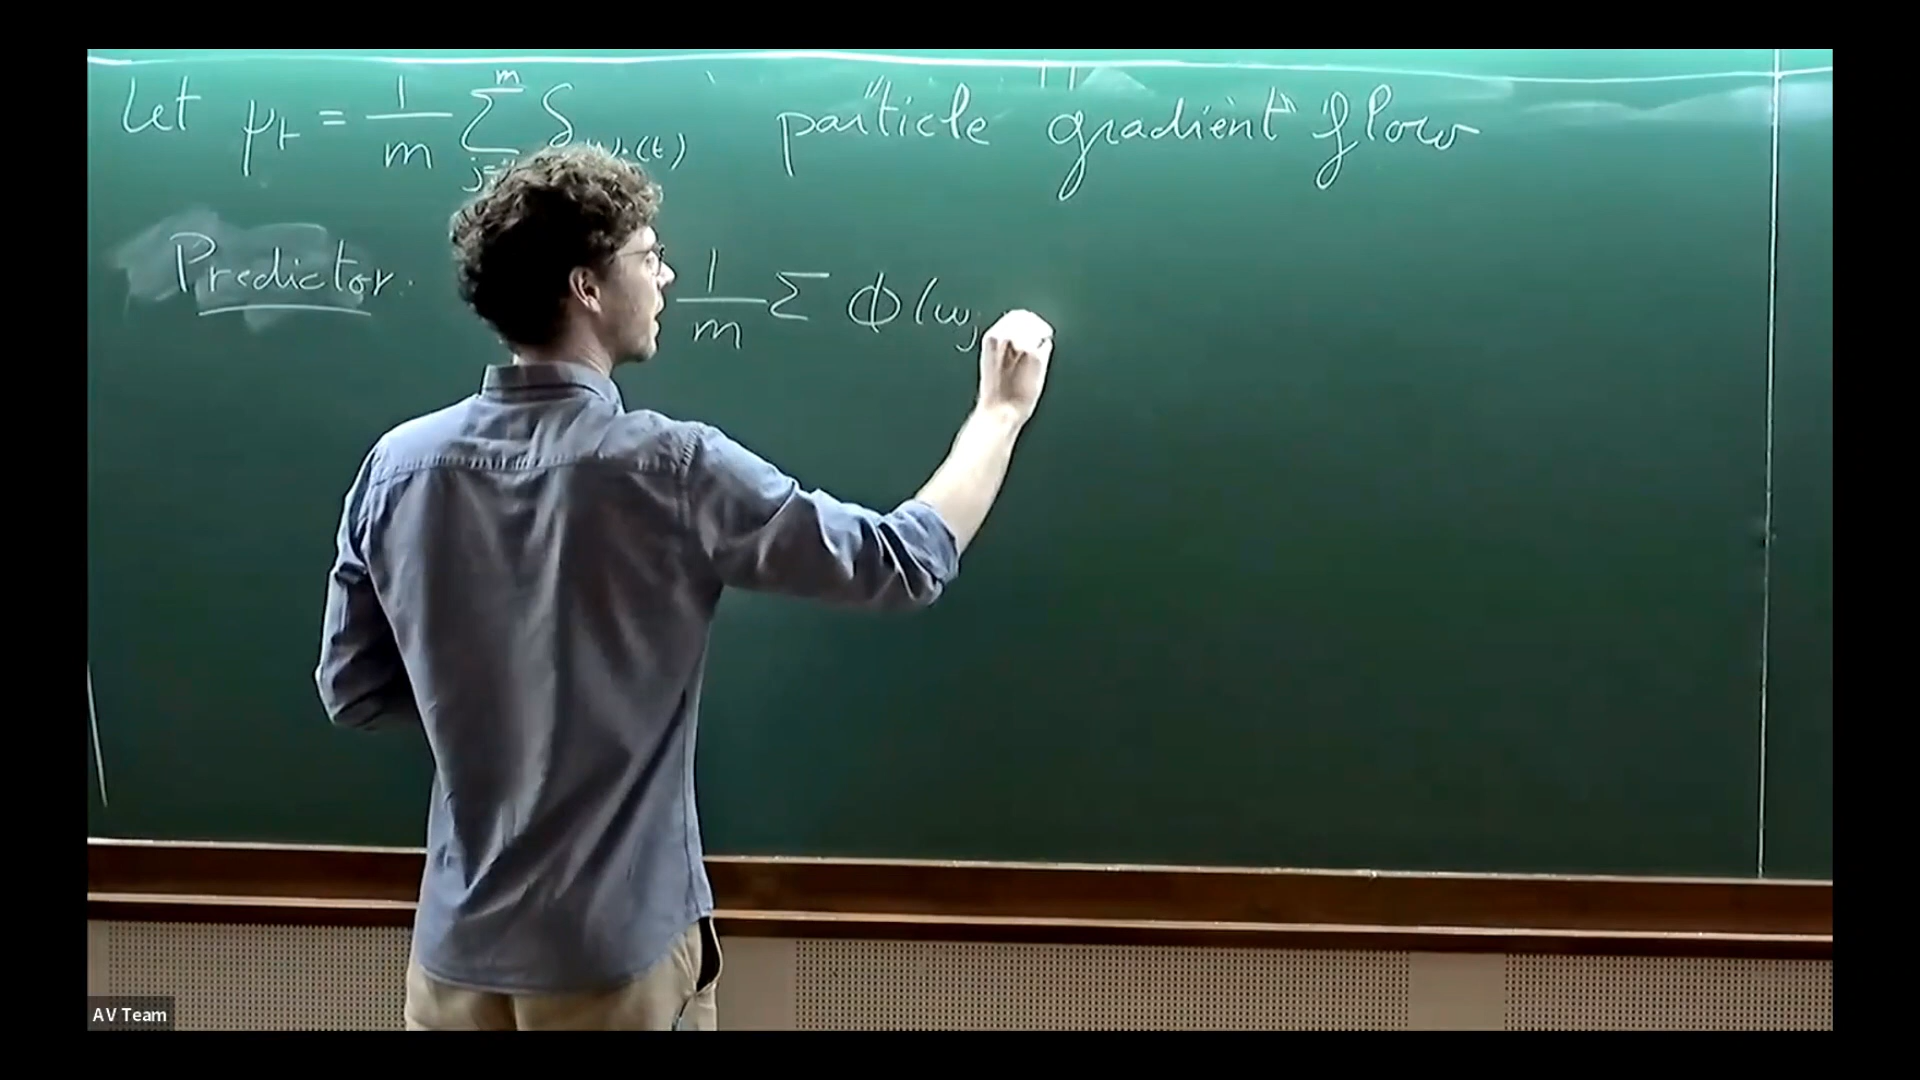 Let μ_t = 1/m Σ_{j=1}^m δ_{w_j(t)} "particle gradient" flow
Predictor: 1/m Σ Φ(w_j
AV Team